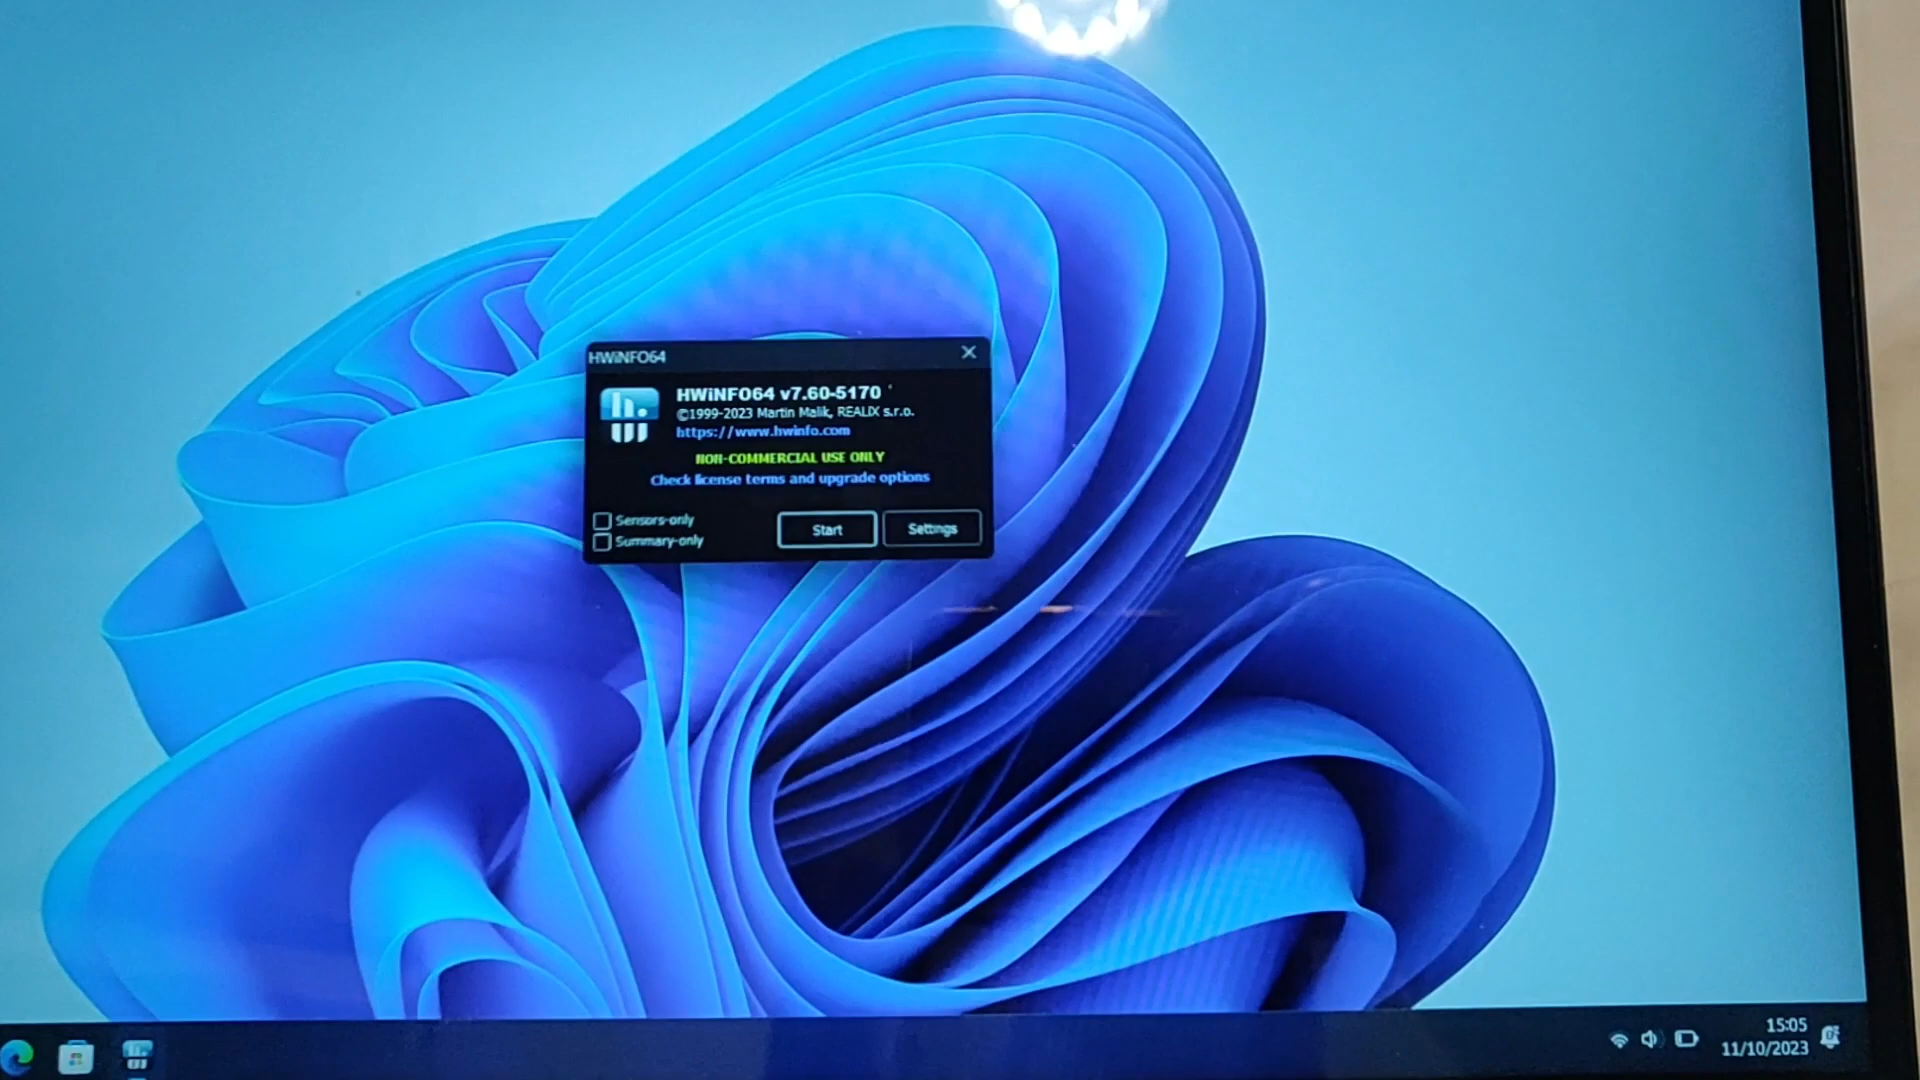 HWiNFO64
HWiNFO64 v7.60-5170
©1999-2023 Martin Malik, REALiX s.r.o.
https://www.hwinfo.com
NON-COMMERCIAL USE ONLY
Check license terms and upgrade options
Sensors-only
Summary-only
Start
Settings
15:05
11/10/2023